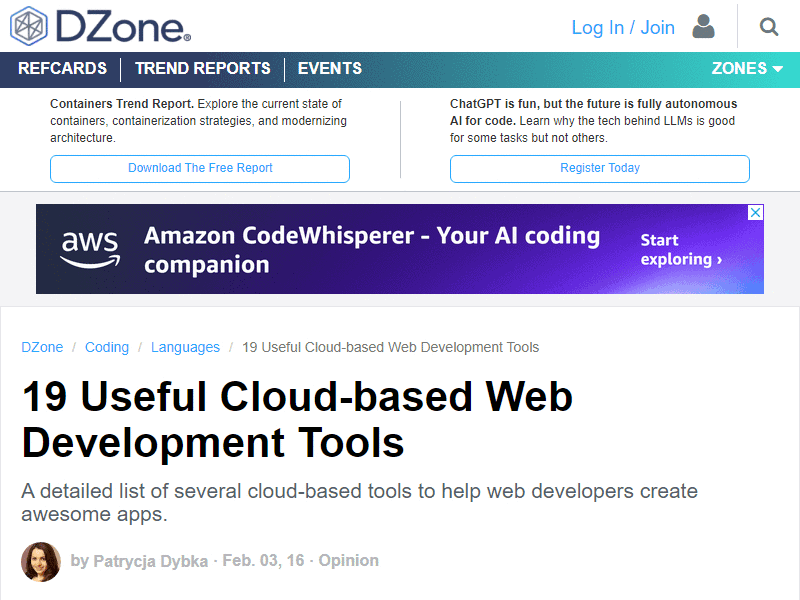 DZone®
Log In / Join
REFCARDS
TREND REPORTS
EVENTS
ZONES
Containers Trend Report. Explore the current state of
containers, containerization strategies, and modernizing
architecture.
Download The Free Report
ChatGPT is fun, but the future is fully autonomous
AI for code. Learn why the tech behind LLMs is good
for some tasks but not others.
Register Today
aws
Amazon CodeWhisperer - Your AI coding
companion
Start
exploring ›
DZone / Coding / Languages / 19 Useful Cloud-based Web Development Tools
19 Useful Cloud-based Web
Development Tools
A detailed list of several cloud-based tools to help web developers create
awesome apps.
by Patrycja Dybka · Feb. 03, 16 · Opinion